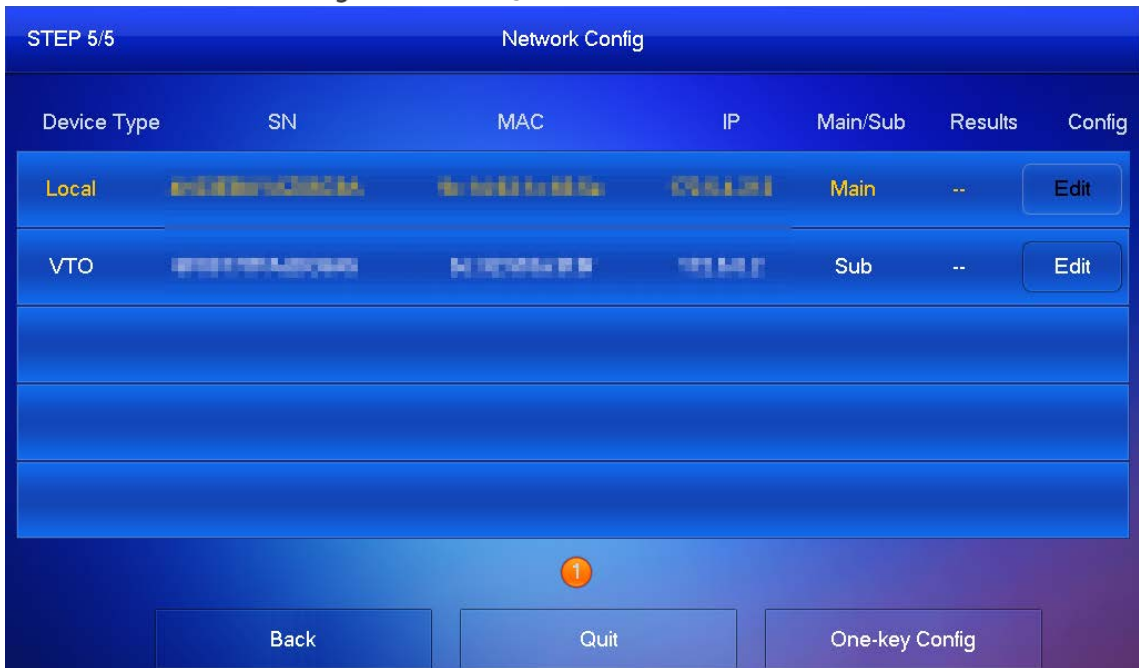 STEP 5/5 Network Config
Device Type SN MAC IP Main/Sub Results Config
Local Main -- Edit
VTO Sub -- Edit
1
Back Quit One-key Config